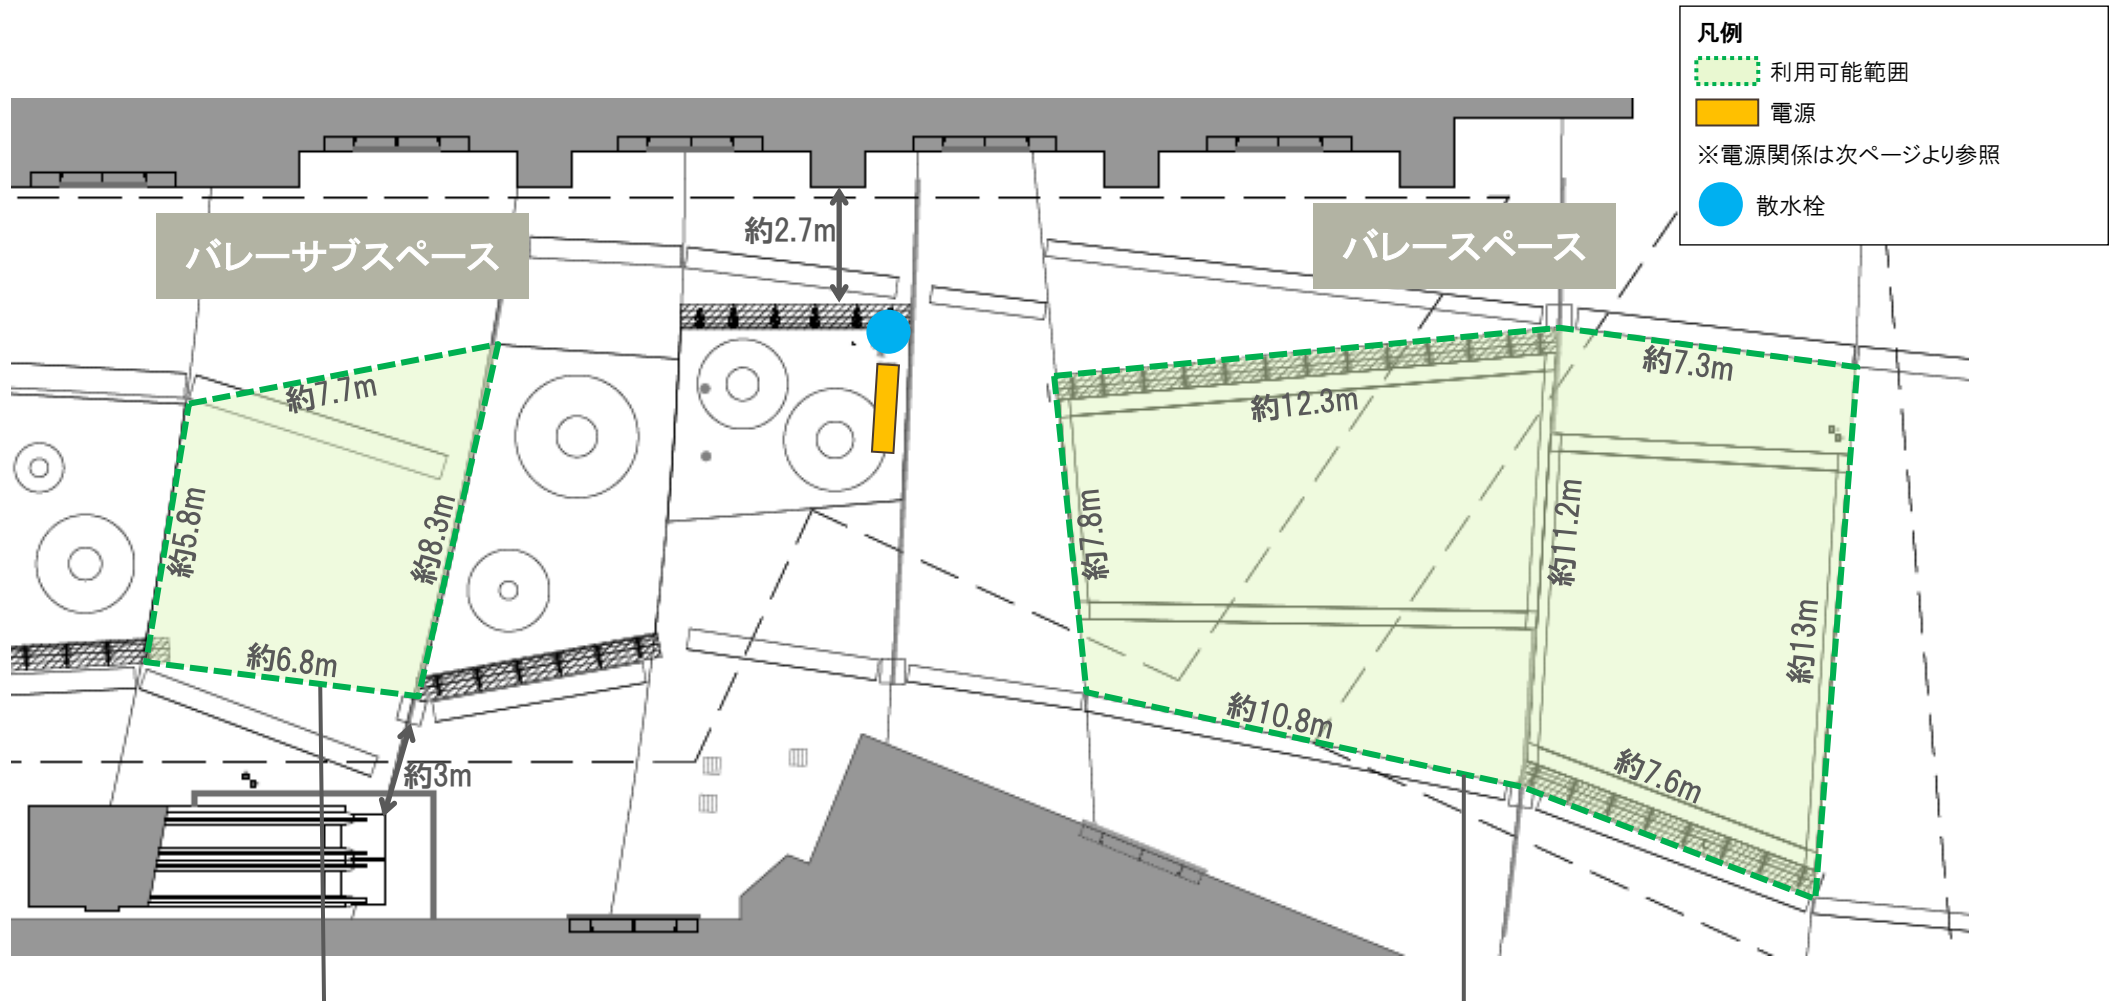 凡例
利用可能範囲
電源
※電源関係は次ページより参照
散水栓
バレーサブスペース
約2.7m
バレースペース
約7.7m
約5.8m
約8.3m
約6.8m
約3m
約7.3m
約12.3m
約7.8m
約11.2m
約13m
約10.8m
約7.6m